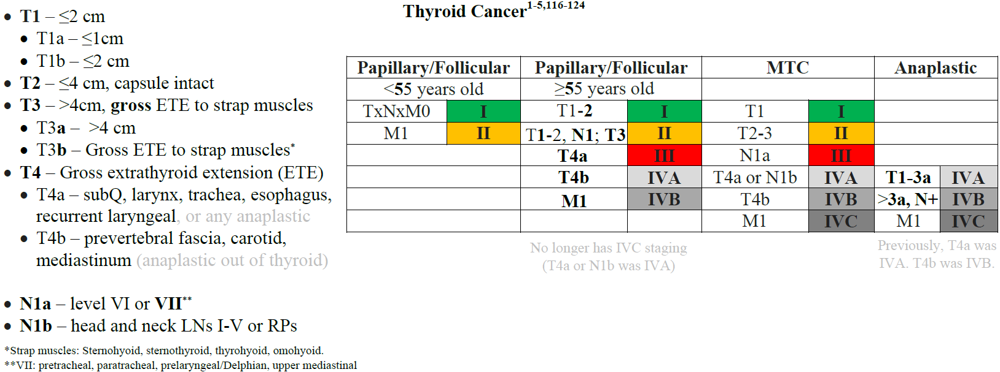 Thyroid Cancer1-5,116-124
• T1 – ≤2 cm
• T1a – ≤1cm
• T1b – ≤2 cm
• T2 – ≤4 cm, capsule intact
• T3 – >4cm, gross ETE to strap muscles
• T3a – >4 cm
• T3b – Gross ETE to strap muscles*
• T4 – Gross extrathyroid extension (ETE)
• T4a – subQ, larynx, trachea, esophagus,
recurrent laryngeal, or any anaplastic
• T4b – prevertebral fascia, carotid,
mediastinum (anaplastic out of thyroid)
• N1a – level VI or VII**
• N1b – head and neck LNs I-V or RPs
*Strap muscles: Sternohyoid, sternothyroid, thyrohyoid, omohyoid.
**VII: pretracheal, paratracheal, prelaryngeal/Delphian, upper mediastinal
Papillary/Follicular Papillary/Follicular MTC Anaplastic
<55 years old ≥55 years old
TxNxM0 I T1-2 I T1 I
M1 II T1-2, N1; T3 II T2-3 II
T4a III N1a III
T4b IVA T4a or N1b IVA T1-3a IVA
M1 IVB T4b IVB >3a, N+ IVB
M1 IVC M1 IVC
No longer has IVC staging
(T4a or N1b was IVA)
Previously, T4a was
IVA. T4b was IVB.